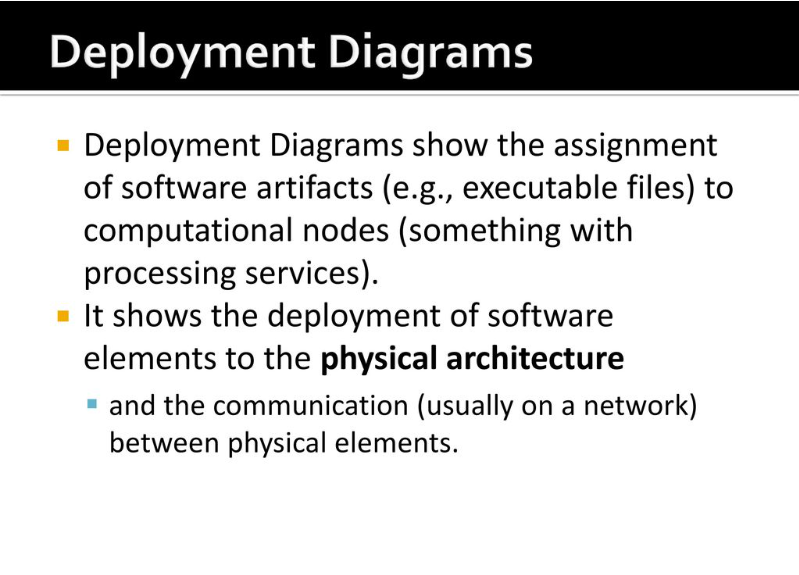 Deployment Diagrams
Deployment Diagrams show the assignment
of software artifacts (e.g., executable files) to
computational nodes (something with
processing services).
It shows the deployment of software
elements to the physical architecture
and the communication (usually on a network)
between physical elements.